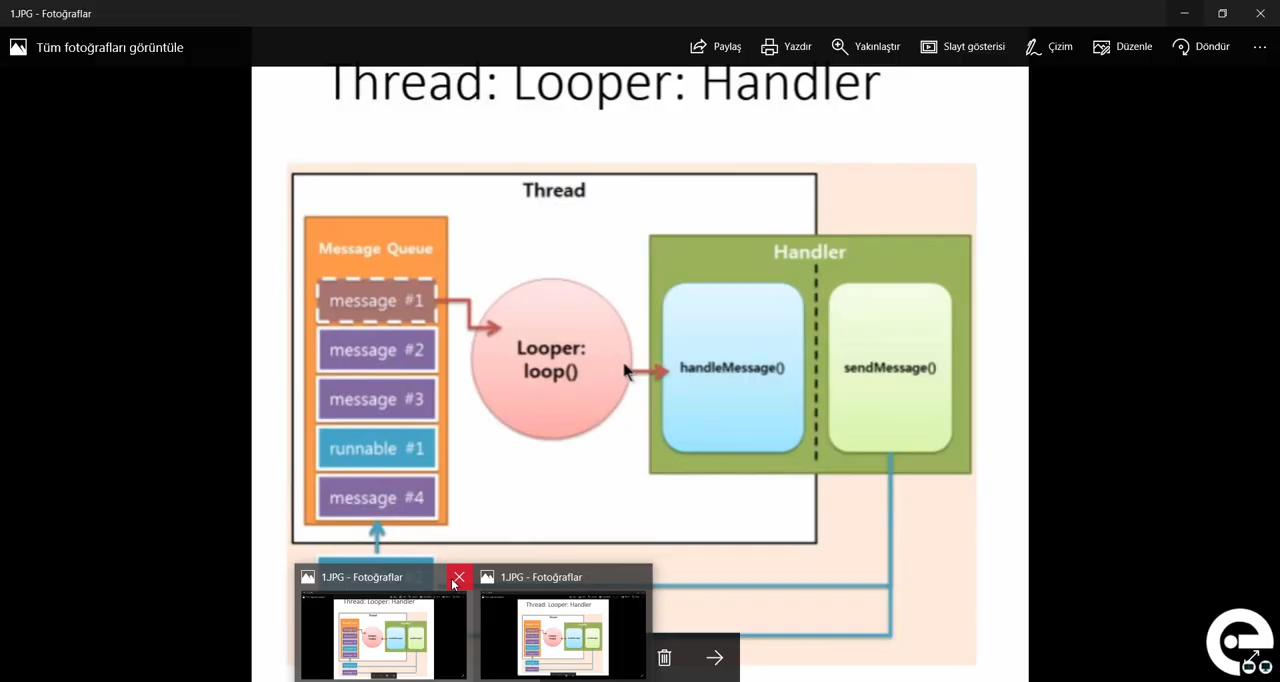 1.JPG - Fotoğraflar
Tüm fotoğrafları görüntüle
Paylaş
Yazdır
Yakınlaştır
Slayt gösterisi
Çizim
Düzenle
Döndür
Thread: Looper: Handler
Thread
Message Queue
message #1
message #2
message #3
runnable #1
message #4
Looper:
loop()
Handler
handleMessage()
sendMessage()
1.JPG - Fotoğraflar
1.JPG - Fotoğraflar
Thread: Looper: Handler
Thread: Looper: Handler